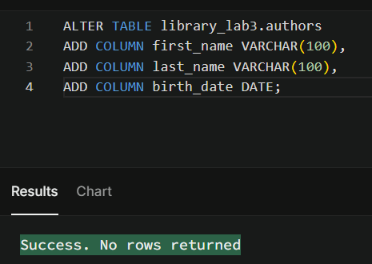 1 ALTER TABLE library_lab3.authors
2 ADD COLUMN first_name VARCHAR(100),
3 ADD COLUMN last_name VARCHAR(100),
4 ADD COLUMN birth_date DATE;
Results Chart
Success. No rows returned